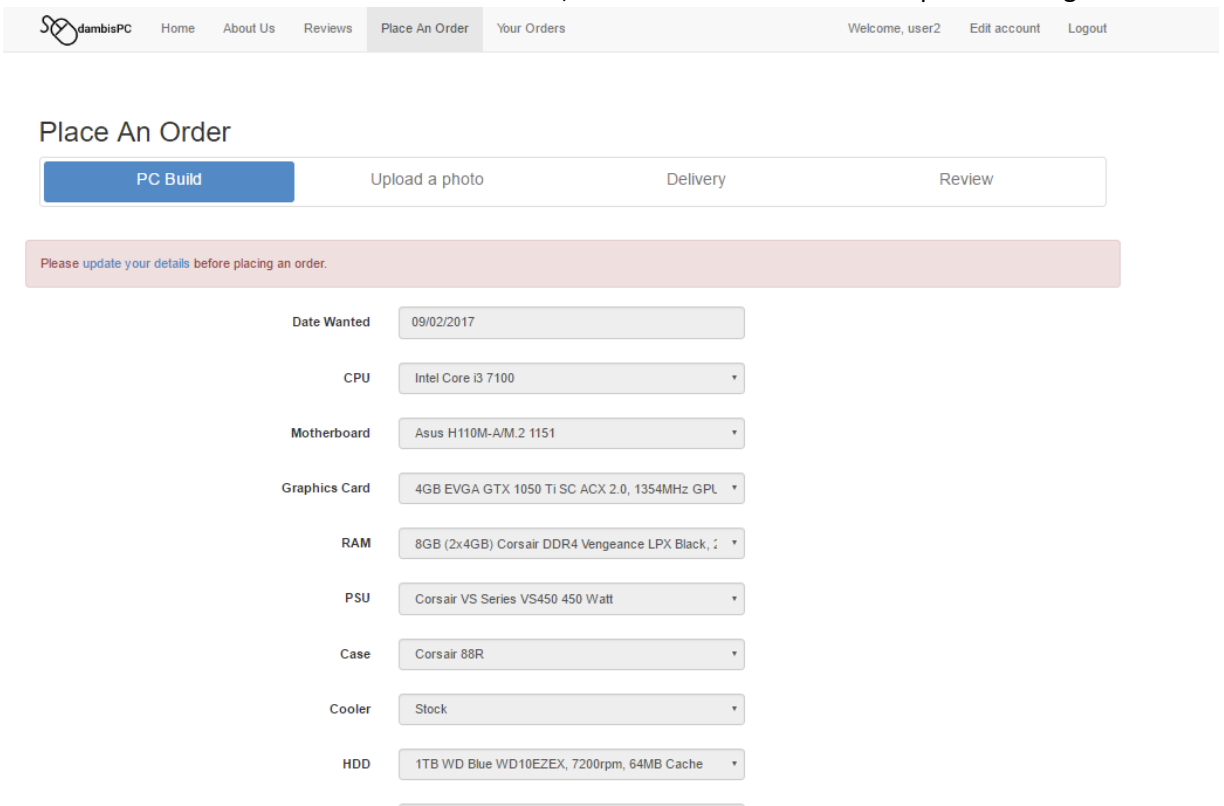 dambisPC Home About Us Reviews Place An Order Your Orders Welcome, user2 Edit account Logout
Place An Order
PC Build Upload a photo Delivery Review
Please update your details before placing an order.
Date Wanted 09/02/2017
CPU Intel Core i3 7100
Motherboard Asus H110M-A/M.2 1151
Graphics Card 4GB EVGA GTX 1050 Ti SC ACX 2.0, 1354MHz GPU
RAM 8GB (2x4GB) Corsair DDR4 Vengeance LPX Black, 2
PSU Corsair VS Series VS450 450 Watt
Case Corsair 88R
Cooler Stock
HDD 1TB WD Blue WD10EZEX, 7200rpm, 64MB Cache